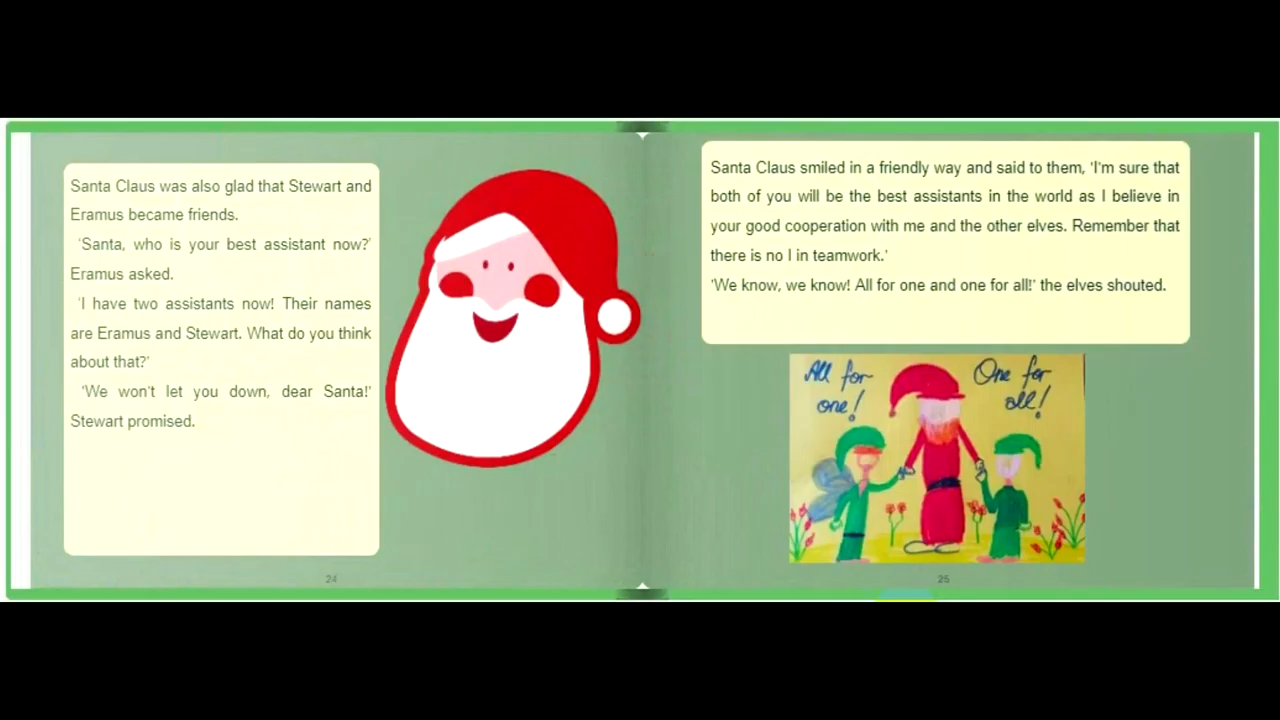 Santa Claus was also glad that Stewart and
Eramus became friends.
'Santa, who is your best assistant now?'
Eramus asked.
'I have two assistants now! Their names
are Eramus and Stewart. What do you think
about that?'
'We won't let you down, dear Santa!'
Stewart promised.
24
Santa Claus smiled in a friendly way and said to them, 'I'm sure that
both of you will be the best assistants in the world as I believe in
your good cooperation with me and the other elves. Remember that
there is no I in teamwork.'
'We know, we know! All for one and one for all!' the elves shouted.
All for
one!
One for
all!
25